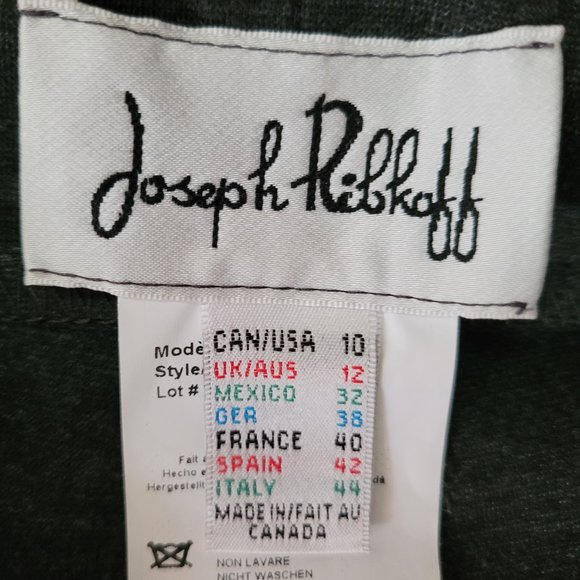 Joseph Ribkoff
CAN/USA 10
UK/AUS 12
MEXICO 32
GER 38
FRANCE 40
SPAIN 42
ITALY 44
MADE IN/FAIT AU
CANADA
Modè
Style/
Lot #
Fait
Hecho
Hergestellt
NON LAVARE
NICHT WASCHEN